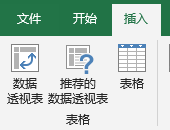 文件 开始 插入
数据 推荐的 表格
透视表 数据透视表
表格